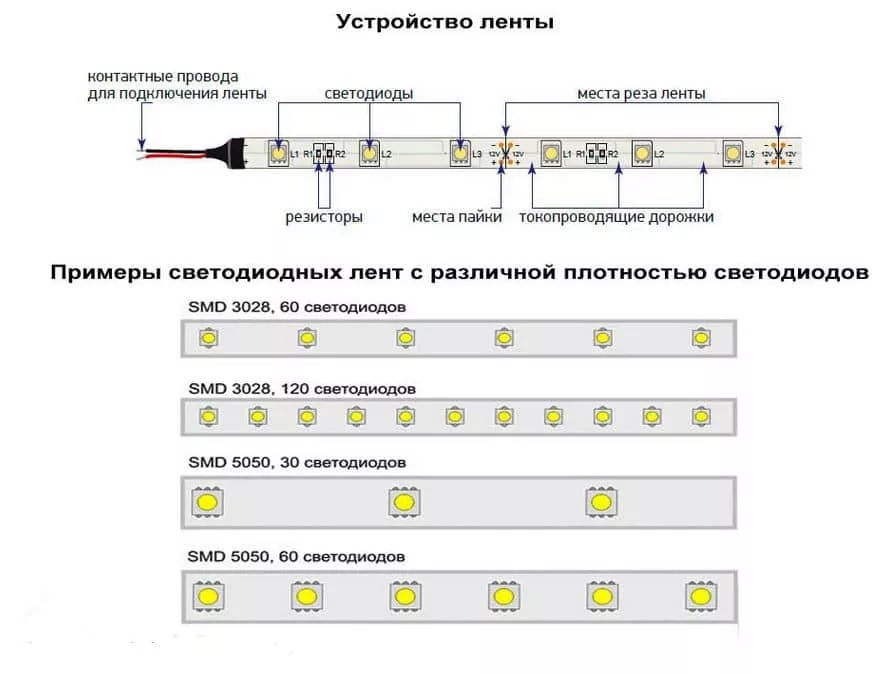 Устройство ленты
контактные провода
для подключения ленты
светодиоды
места реза ленты
L1 R1 R2 L2 L3 12V 12V L1 R1 R2 L2 L3 12V 12V
резисторы
места пайки
токопроводящие дорожки
Примеры светодиодных лент с различной плотностью светодиодов
SMD 3028, 60 светодиодов
SMD 3028, 120 светодиодов
SMD 5050, 30 светодиодов
SMD 5050, 60 светодиодов